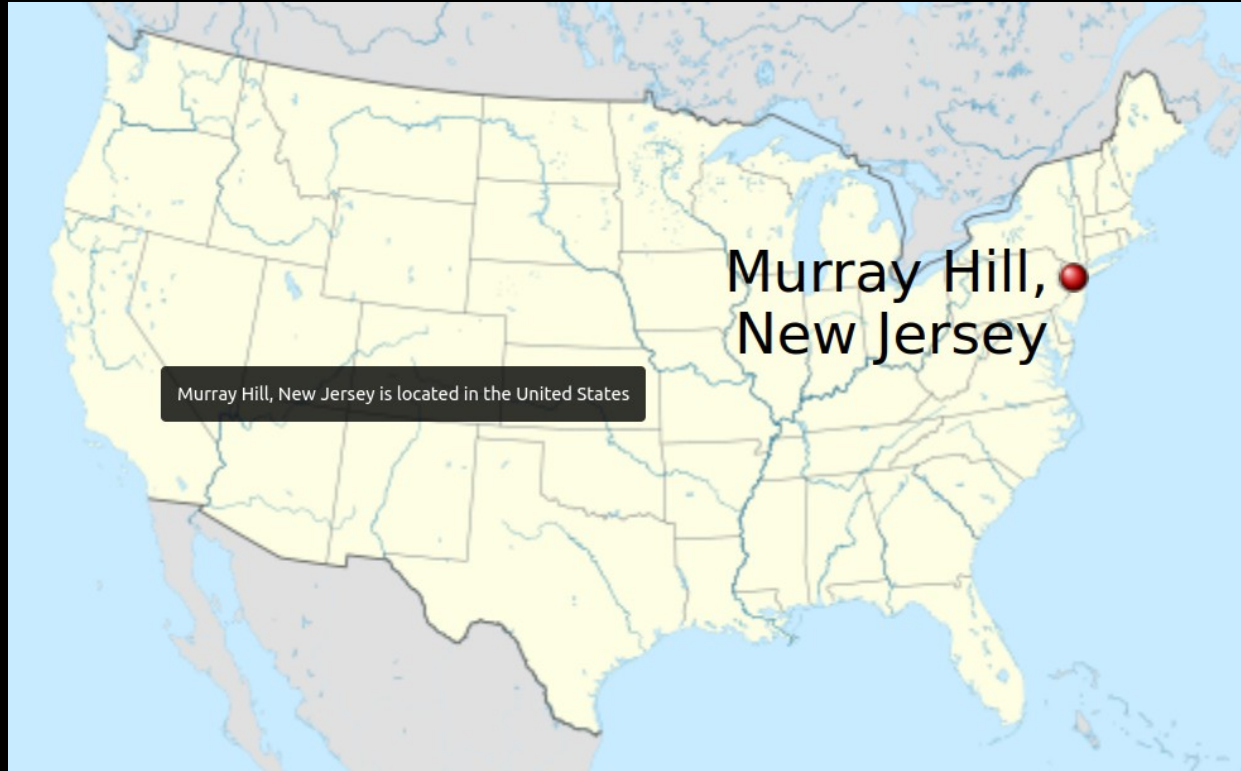 Murray Hill,
New Jersey
Murray Hill, New Jersey is located in the United States